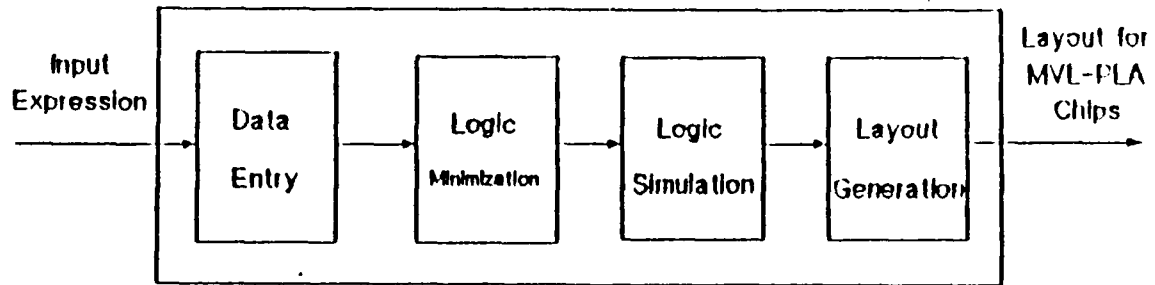 Input
Expression
Data
Entry
Logic
Minimization
Logic
Simulation
Layout
Generation
Layout for
MVL-PLA
Chips